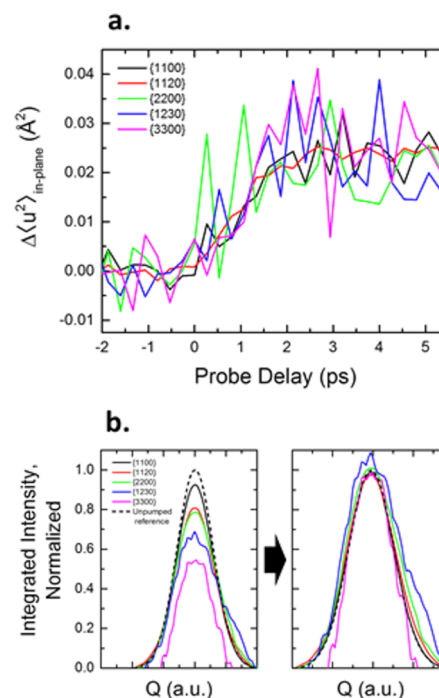 a.
0.04
0.03
0.02
0.01
0.00
-0.01
Δ⟨u²⟩in-plane (Å²)
{1100}
{1120}
{2200}
{1230}
{3300}
-2 -1 0 1 2 3 4 5
Probe Delay (ps)
b.
Integrated Intensity,
Normalized
1.0
0.8
0.6
0.4
0.2
0.0
{1100}
{1120}
{2200}
{1230}
{3300}
Unpumped
reference
Q (a.u.) Q (a.u.)